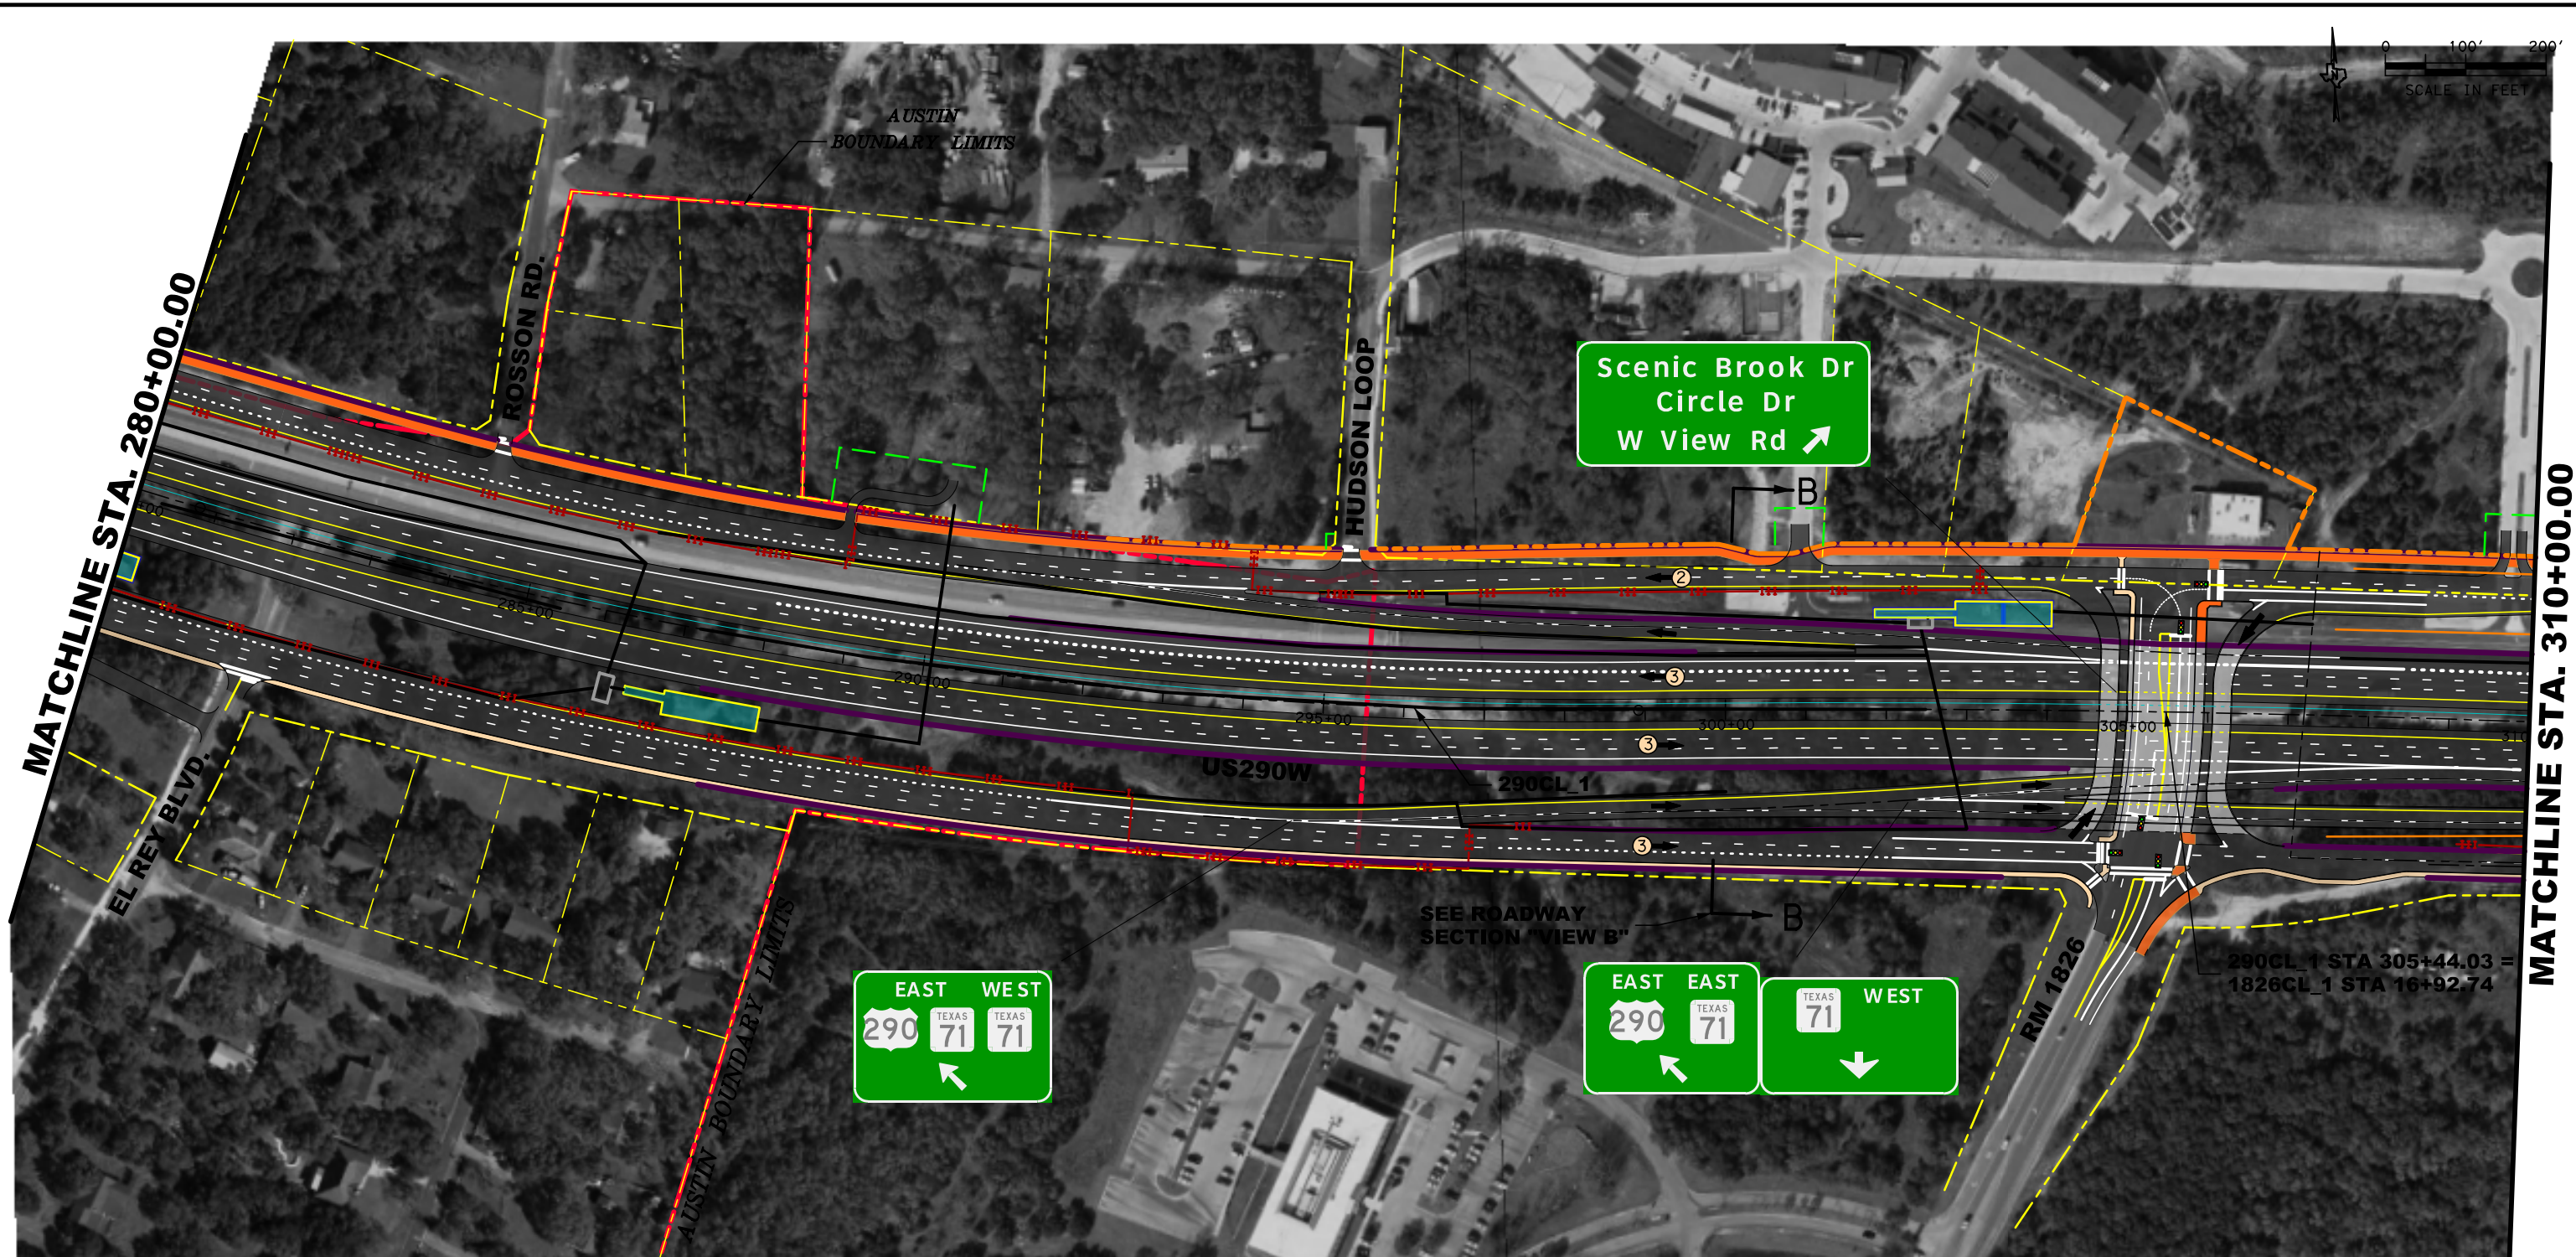 0 100' 200'
SCALE IN FEET
AUSTIN
BOUNDARY LIMITS
MATCHLINE STA. 280+00.00
ROSSON RD.
HUDSON LOOP
Scenic Brook Dr
Circle Dr
W View Rd
B
2
3
285+00
290+00
295+00
300+00
305+00
3
US290W
290CL_1
3
EL REY BLVD.
AUSTIN BOUNDARY LIMITS
SEE ROADWAY
SECTION "VIEW B"
B
RM 1826
290CL_1 STA 305+44.03 =
1826CL_1 STA 16+92.74
MATCHLINE STA. 310+00.00
EAST WEST
290 TEXAS 71 TEXAS 71
EAST EAST
290 TEXAS 71
TEXAS 71 WEST